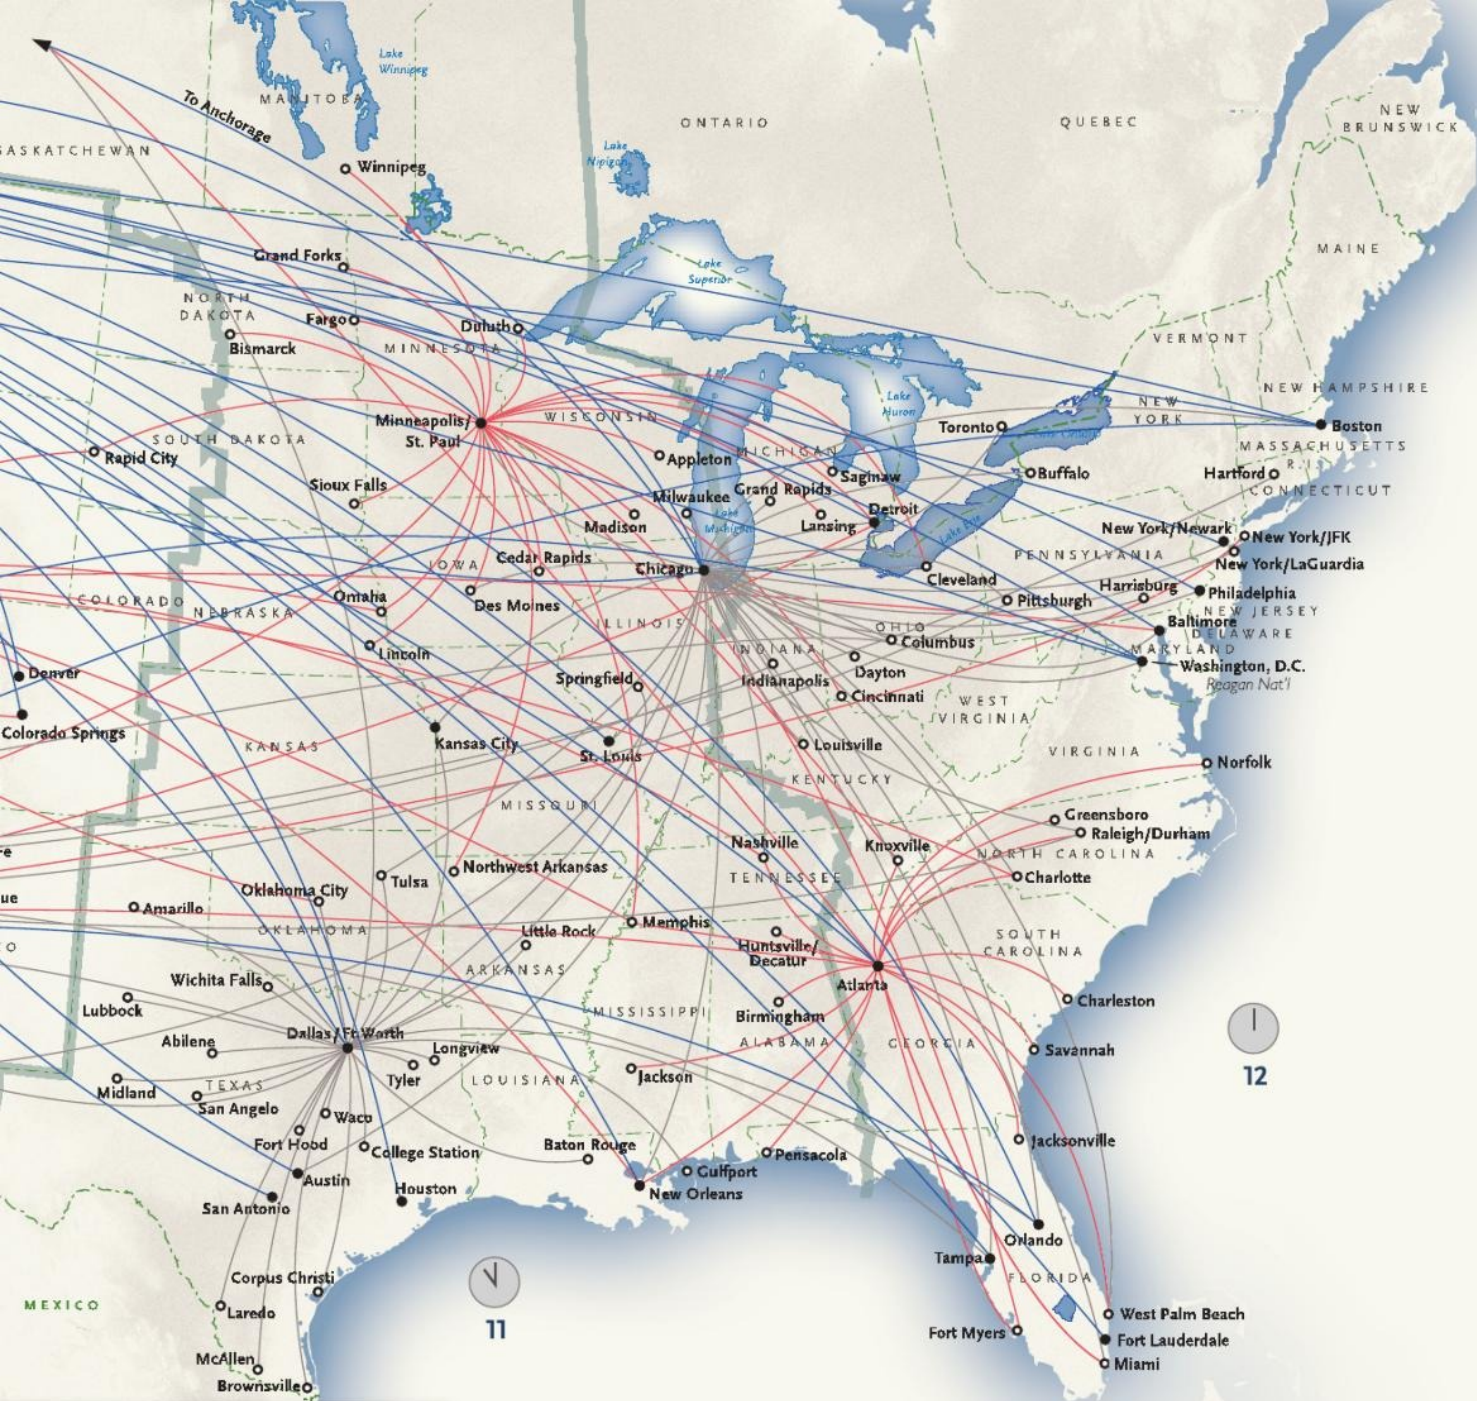 Lake
Winnipeg
To Anchorage
MANITOBA
ONTARIO
QUEBEC
NEW
BRUNSWICK
SASKATCHEWAN
Lake
Nipigon
Winnipeg
MAINE
Grand Forks
Lake
Superior
NORTH
DAKOTA
Fargo
Duluth
Bismarck
MINNESOTA
VERMONT
NEW HAMPSHIRE
Lake
Huron
NEW
YORK
Minneapolis/
St. Paul
WISCONSIN
Toronto
Boston
SOUTH DAKOTA
Rapid City
Appleton
MICHIGAN
MASSACHUSETTS
R.I.
Saginaw
Buffalo
Hartford
CONNECTICUT
Sioux Falls
Milwaukee
Grand Rapids
Lake
Michigan
Madison
Lansing
Detroit
Lake Erie
New York/Newark
New York/JFK
New York/LaGuardia
PENNSYLVANIA
IOWA
Cedar Rapids
Chicago
Cleveland
Harrisburg
Philadelphia
COLORADO
NEBRASKA
Omaha
Des Moines
Pittsburgh
NEW JERSEY
ILLINOIS
OHIO
Columbus
Baltimore
DELAWARE
Lincoln
INDIANA
MARYLAND
Denver
Springfield
Indianapolis
Dayton
Washington, D.C.
Reagan Nat'l
Cincinnati
WEST
VIRGINIA
Colorado Springs
KANSAS
Kansas City
St. Louis
Louisville
VIRGINIA
Norfolk
KENTUCKY
MISSOURI
Greensboro
Raleigh/Durham
re
Nashville
Knoxville
NORTH CAROLINA
Northwest Arkansas
TENNESSEE
Charlotte
Tulsa
Oklahoma City
ue
Amarillo
OKLAHOMA
Memphis
Little Rock
Huntsville/
Decatur
SOUTH
CAROLINA
O
ARKANSAS
Wichita Falls
Atlanta
Lubbock
MISSISSIPPI
Birmingham
Charleston
Dallas/Ft.Worth
Abilene
Longview
ALABAMA
GEORGIA
Savannah
Midland
TEXAS
Tyler
LOUISIANA
Jackson
12
San Angelo
Waco
Fort Hood
College Station
Baton Rouge
Jacksonville
Pensacola
Gulfport
Austin
Houston
New Orleans
San Antonio
Orlando
Tampa
FLORIDA
Corpus Christi
MEXICO
Laredo
11
West Palm Beach
Fort Myers
Fort Lauderdale
McAllen
Miami
Brownsville